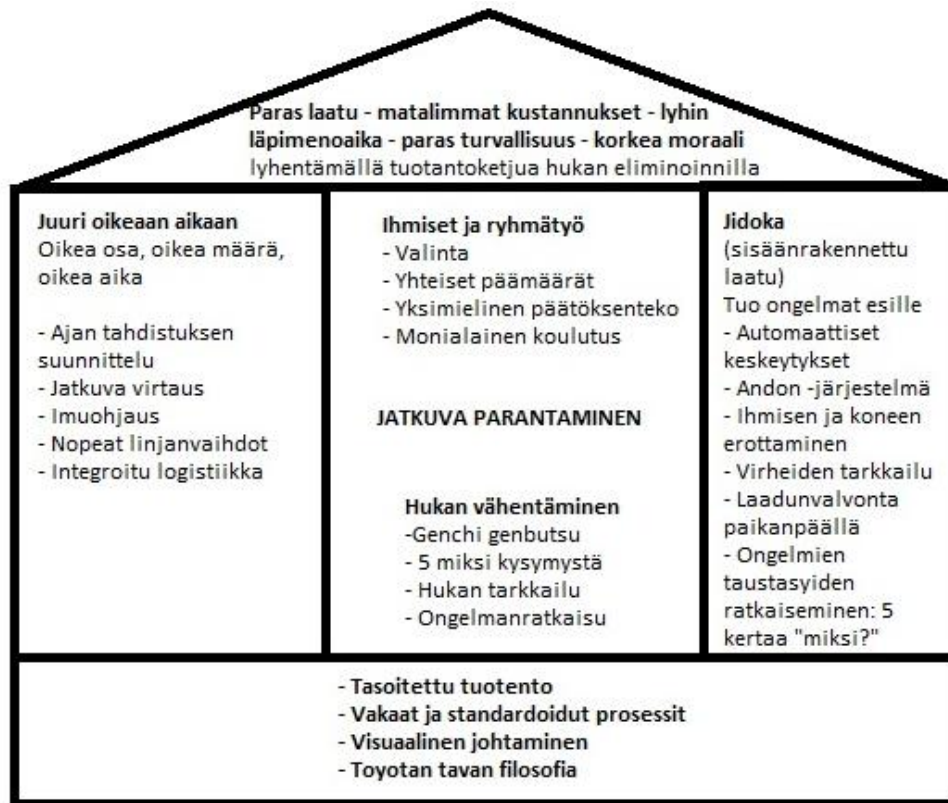 Paras laatu - matalimmat kustannukset - lyhin
läpimenoaika - paras turvallisuus - korkea moraali
lyhentämällä tuotantoketjua hukan eliminoinnilla
Juuri oikeaan aikaan
Oikea osa, oikea määrä,
oikea aika
- Ajan tahdistuksen
suunnittelu
- Jatkuva virtaus
- Imuohjaus
- Nopeat linjanvaihdot
- Integroitu logistiikka
Ihmiset ja ryhmätyö
- Valinta
- Yhteiset päämäärät
- Yksimielinen päätöksenteko
- Monialainen koulutus
JATKUVA PARANTAMINEN
Hukan vähentäminen
-Genchi genbutsu
- 5 miksi kysymystä
- Hukan tarkkailu
- Ongelmanratkaisu
Jidoka
(sisäänrakennettu
laatu)
Tuo ongelmat esille
- Automaattiset
keskeytykset
- Andon -järjestelmä
- Ihmisen ja koneen
erottaminen
- Virheiden tarkkailu
- Laadunvalvonta
paikanpäällä
- Ongelmien
taustasyiden
ratkaiseminen: 5
kertaa "miksi?"
- Tasoitettu tuotento
- Vakaat ja standardoidut prosessit
- Visuaalinen johtaminen
- Toyotan tavan filosofia